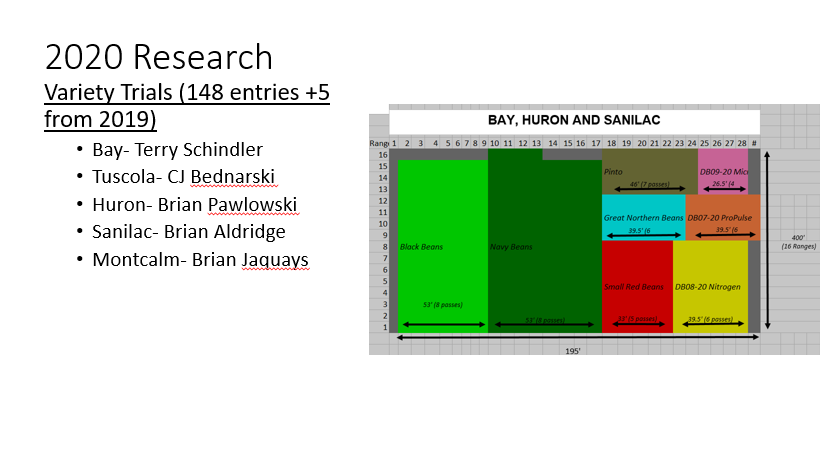 2020 Research
Variety Trials (148 entries +5
from 2019)
• Bay- Terry Schindler
• Tuscola- CJ Bednarski
• Huron- Brian Pawlowski
• Sanilac- Brian Aldridge
• Montcalm- Brian Jaquays
BAY, HURON AND SANILAC
Rang 1 2 3 4 5 6 7 8 9 10 11 12 13 14 15 16 17 18 19 20 21 22 23 24 25 26 27 28 #
16
15
14
13
12
11
10
9
8
7
6
5
4
3
2
1
Pinto
46' (7 passes)
DB09-20 Micr
26.5' (4
Great Northern Beans
39.5' (6
DB07-20 ProPulse
39.5' (6
Black Beans
53' (8 passes)
Navy Beans
53' (8 passes)
Small Red Beans
33' (5 passes)
DB08-20 Nitrogen
39.5' (6 passes)
400'
(16 Ranges)
195'